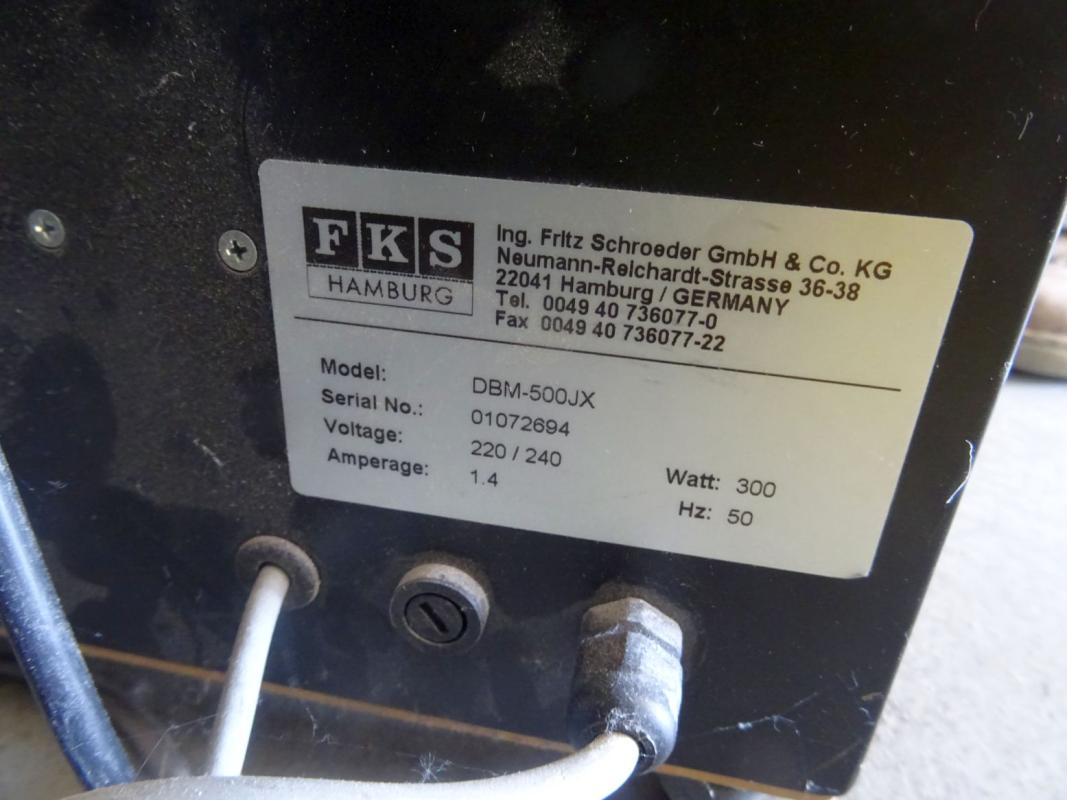 FKS
HAMBURG
Ing. Fritz Schroeder GmbH & Co. KG
Neumann-Reichardt-Strasse 36-38
22041 Hamburg / GERMANY
Tel. 0049 40 736077-0
Fax 0049 40 736077-22
Model: DBM-500JX
Serial No.: 01072694
Voltage: 220 / 240 Watt: 300
Amperage: 1.4 Hz: 50